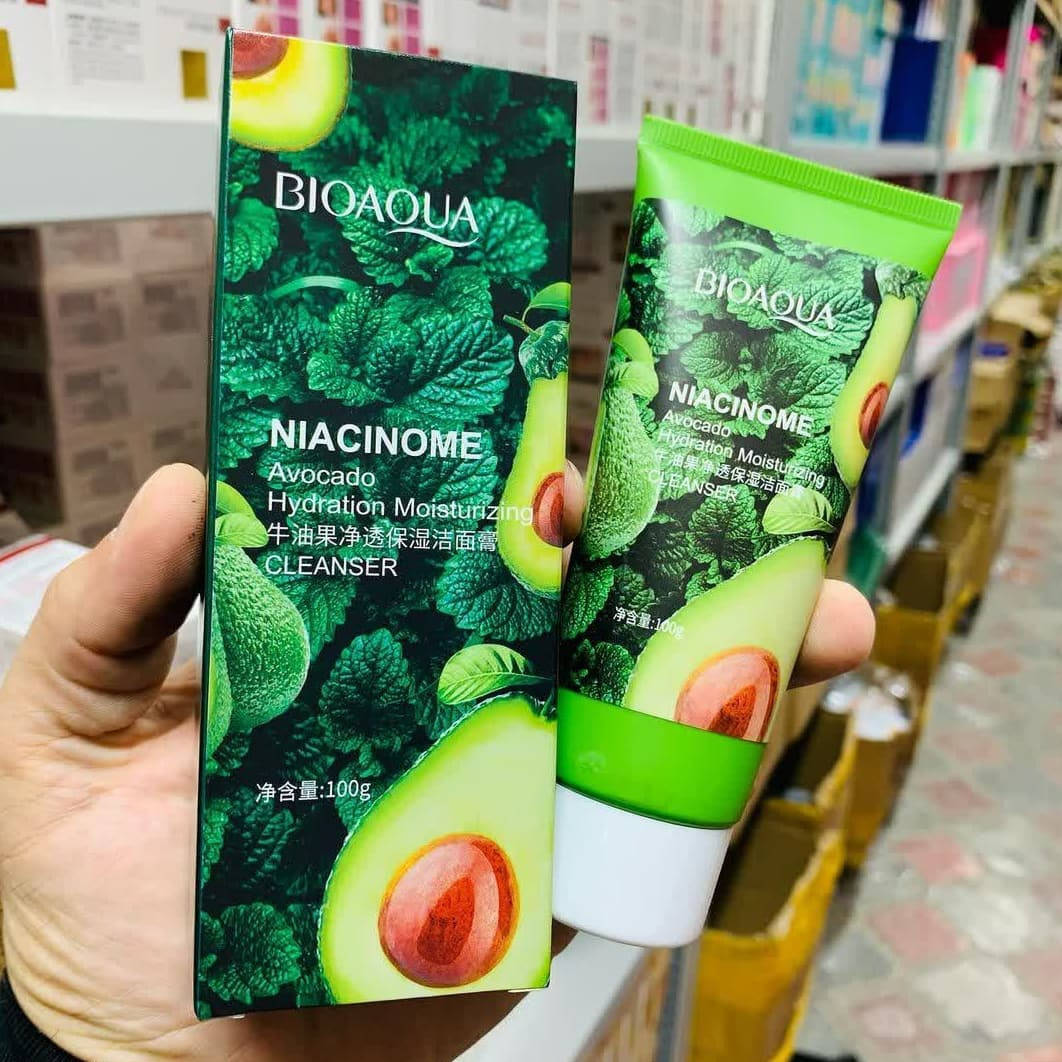 BIOAQUA
NIACINOME
Avocado
Hydration Moisturizing
牛油果净透保湿洁面膏
CLEANSER
净含量:100g
BIOAQUA
NIACINOME
Avocado
Hydration Moisturizing
牛油果净透保湿洁面膏
CLEANSER
净含量:100g